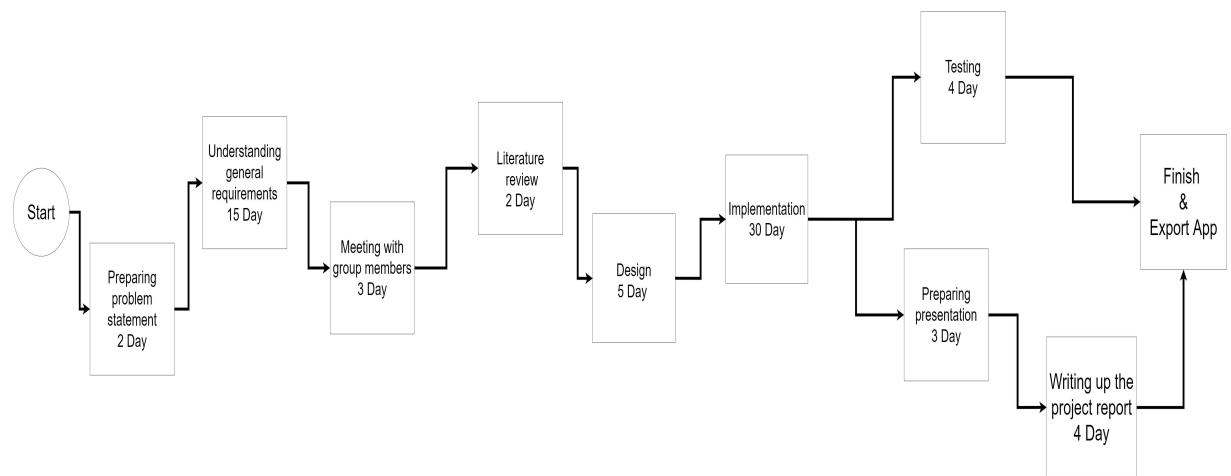 Start
Preparing
problem
statement
2 Day
Understanding
general
requirements
15 Day
Meeting with
group members
3 Day
Literature
review
2 Day
Design
5 Day
Implementation
30 Day
Testing
4 Day
Preparing
presentation
3 Day
Writing up the
project report
4 Day
Finish
&
Export App